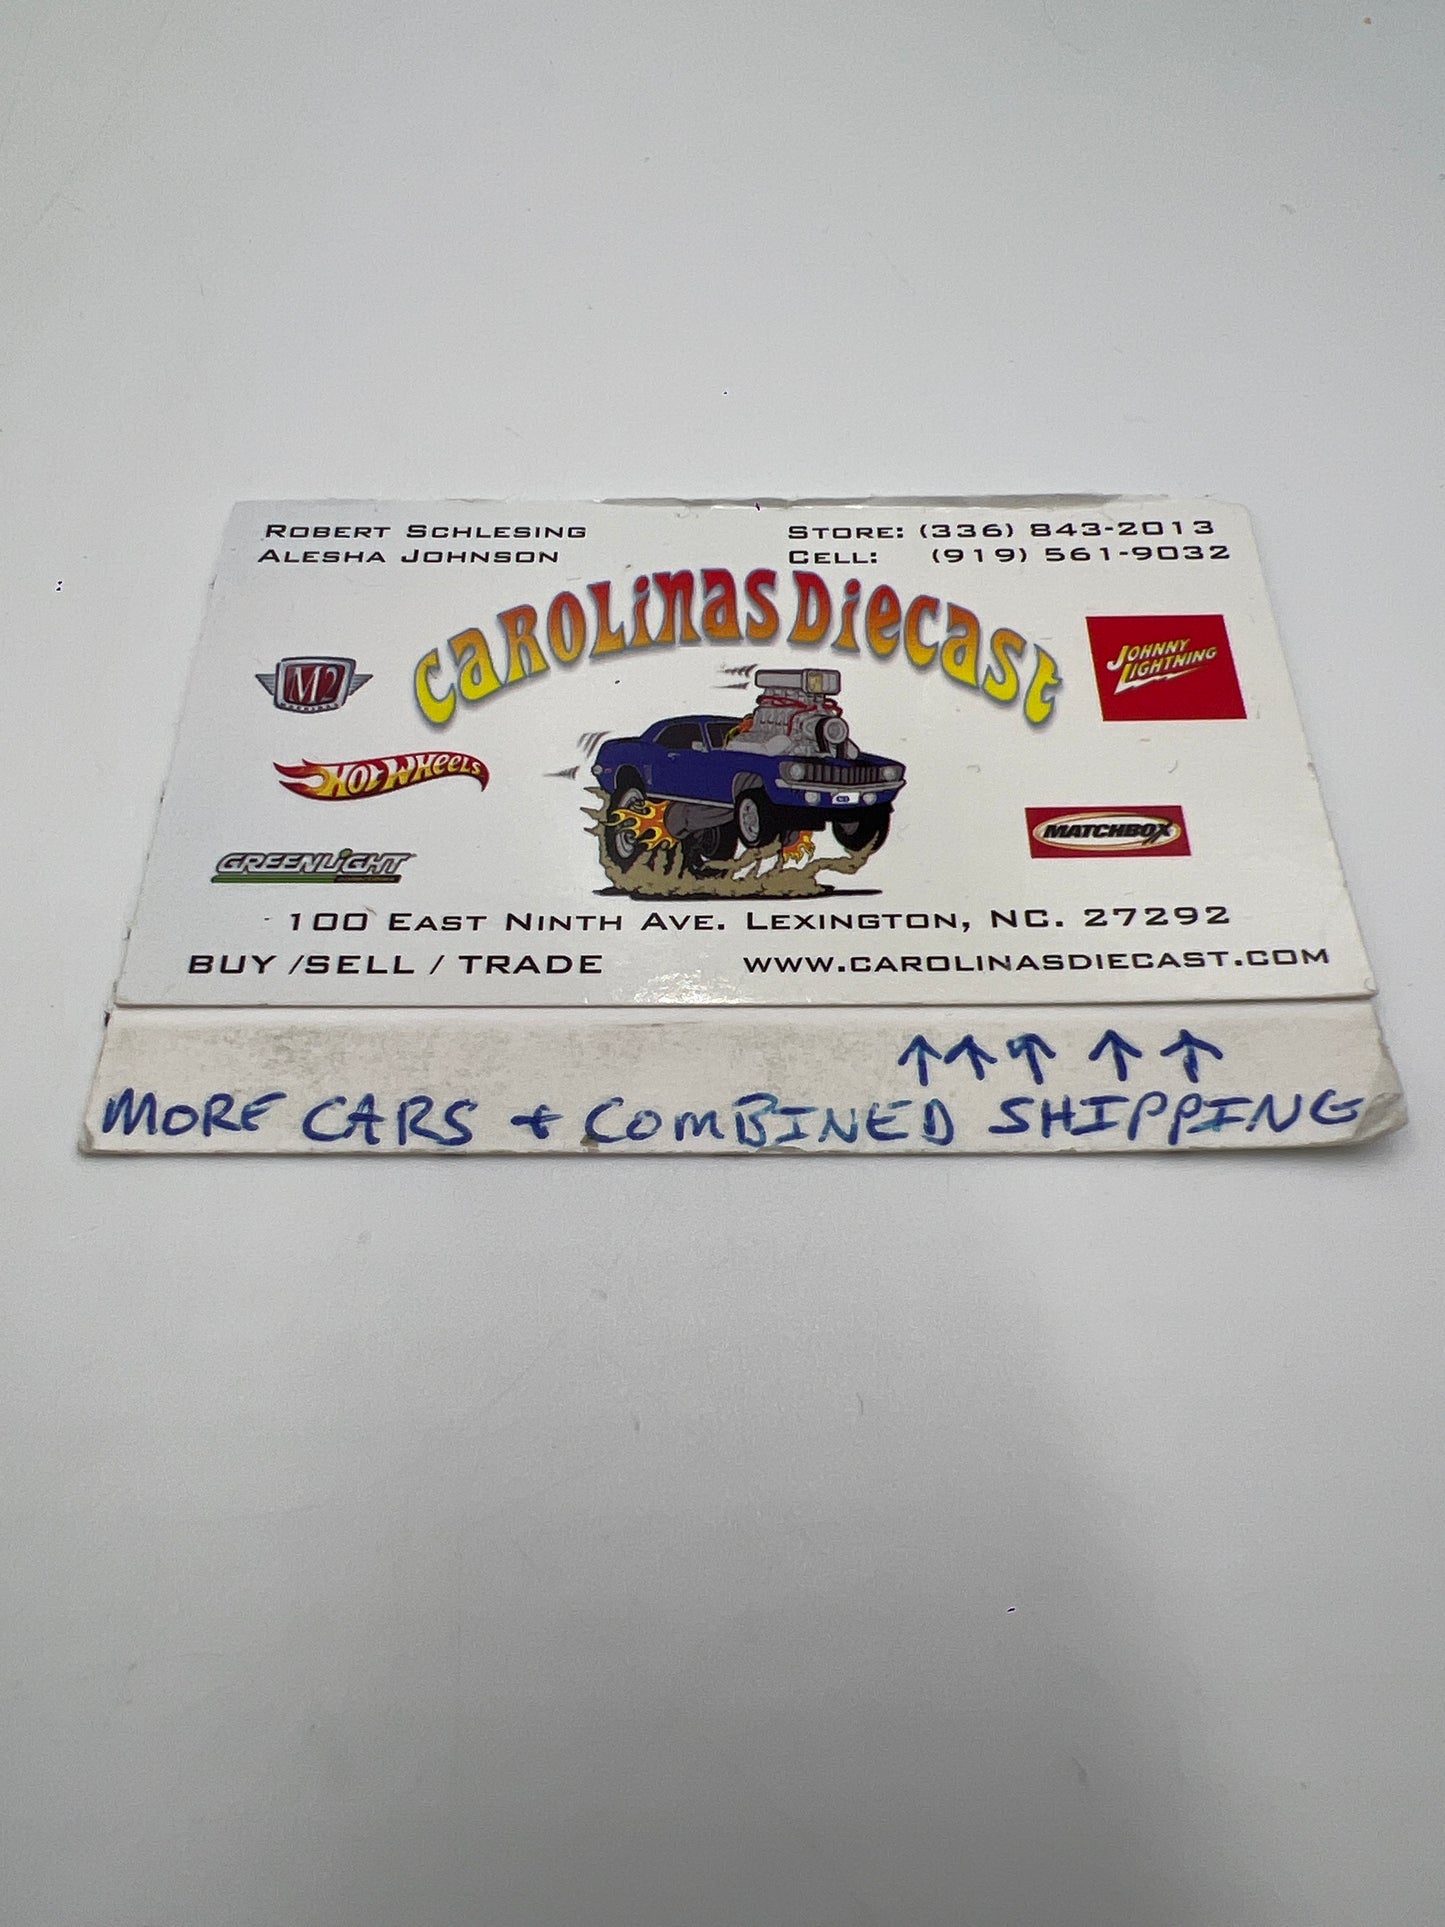 ROBERT SCHLESING
ALESHA JOHNSON
STORE: (336) 843-2013
CELL: (919) 561-9032
CAROLINAS DIECAST
M2
JOHNNY LIGHTNING
HOT WHEELS
MATCHBOX
GREENLIGHT
100 EAST NINTH AVE. LEXINGTON, NC. 27292
BUY /SELL / TRADE
WWW.CAROLINASDIECAST.COM
↑↑↑↑↑
MORE CARS + COMBINED SHIPPING